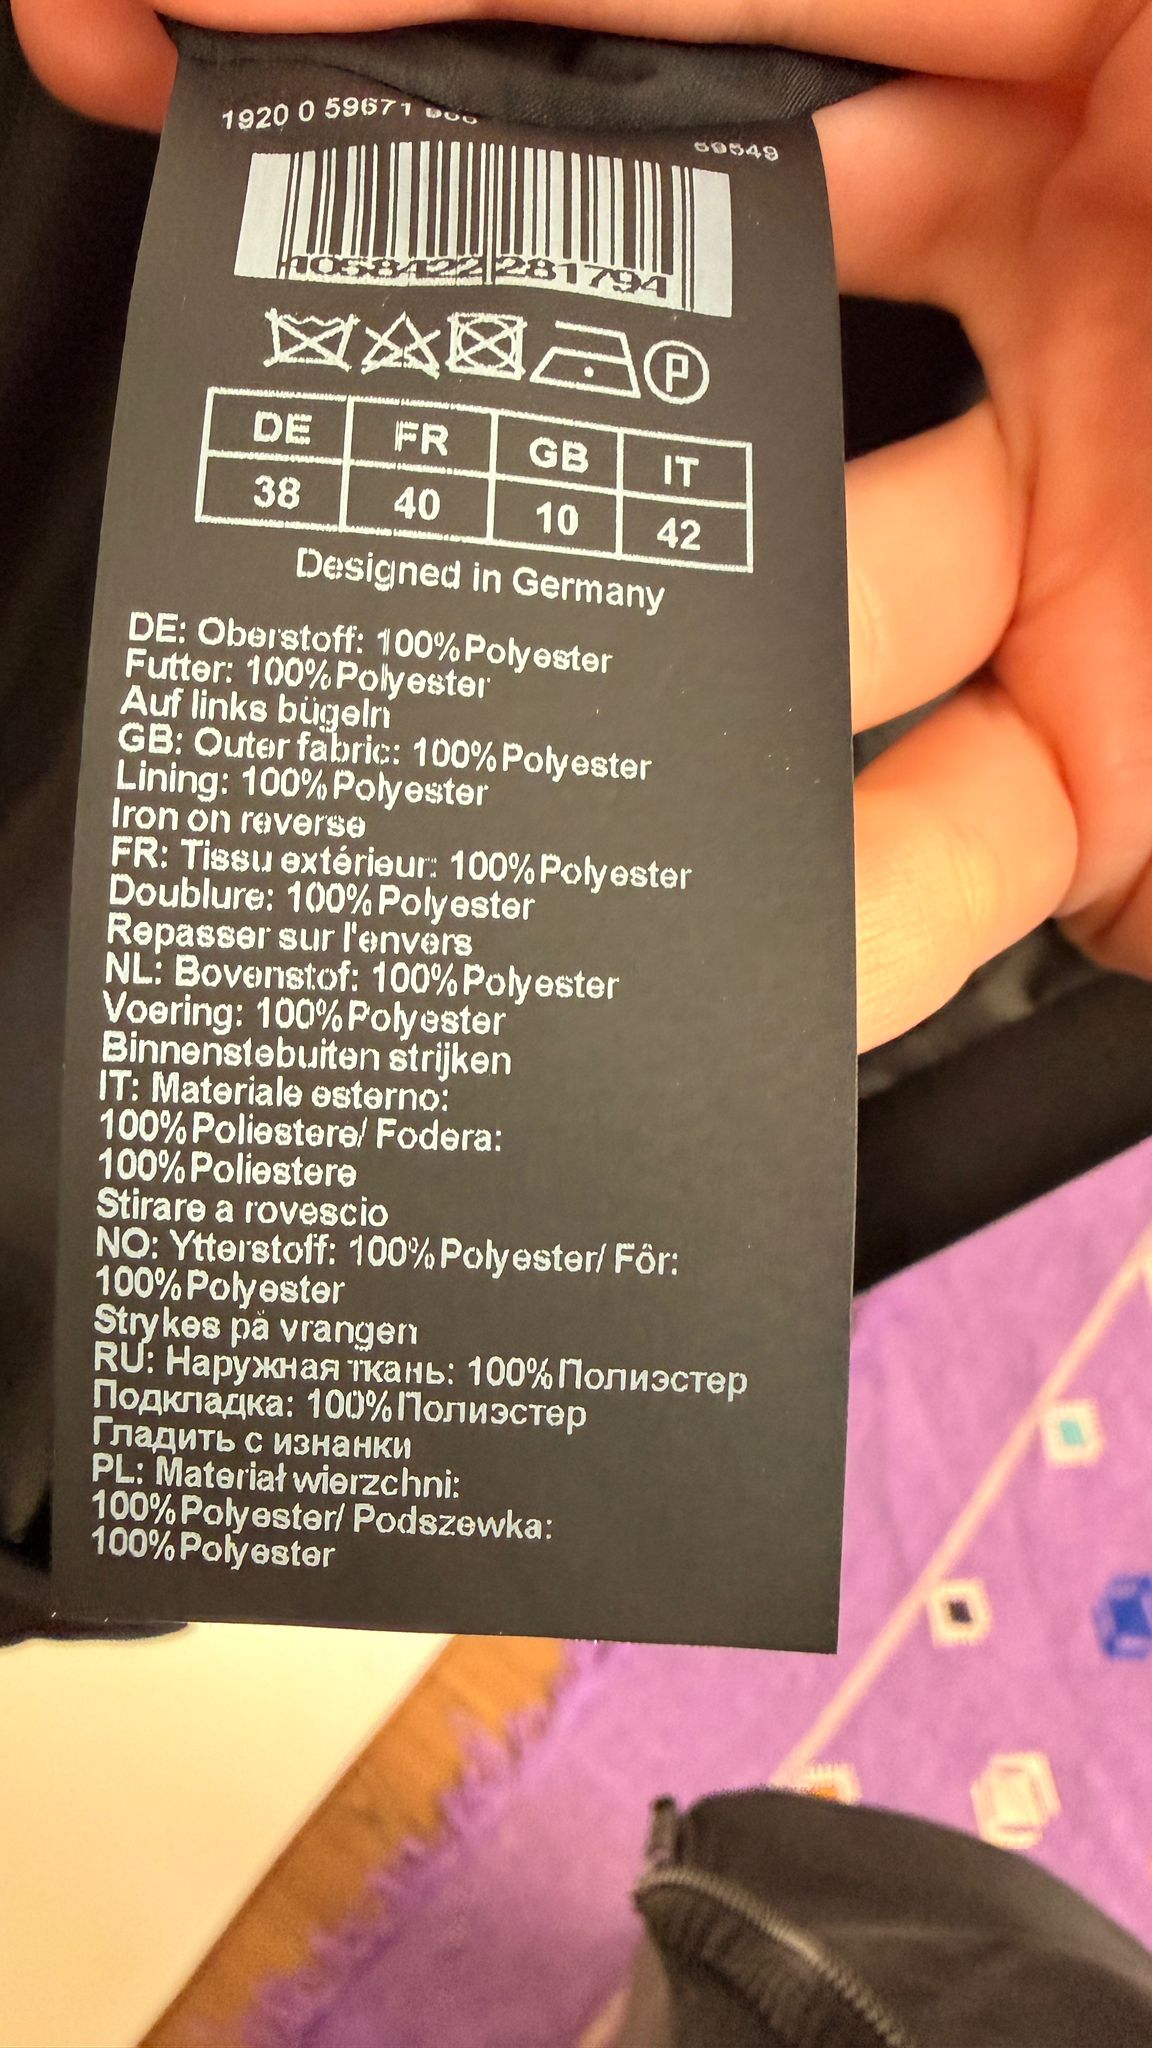 1920 0 59671
69549
4058422 281794
P
DE FR GB IT
38 40 10 42
Designed in Germany
DE: Oberstoff: 100% Polyester
Futter: 100% Polyester
Auf links bügeln
GB: Outer fabric: 100% Polyester
Lining: 100% Polyester
Iron on reverse
FR: Tissu extérieur: 100% Polyester
Doublure: 100% Polyester
Repasser sur l'envers
NL: Bovenstof: 100% Polyester
Voering: 100% Polyester
Binnenstebuiten strijken
IT: Materiale esterno:
100% Poliestere/ Fodera:
100% Poliestere
Stirare a rovescio
NO: Ytterstoff: 100% Polyester/ Fôr:
100% Polyester
Strykes på vrangen
RU: Наружная ткань: 100% Полиэстер
Подкладка: 100% Полиэстер
Гладить с изнанки
PL: Materiał wierzchni:
100% Polyester/ Podszewka:
100% Polyester